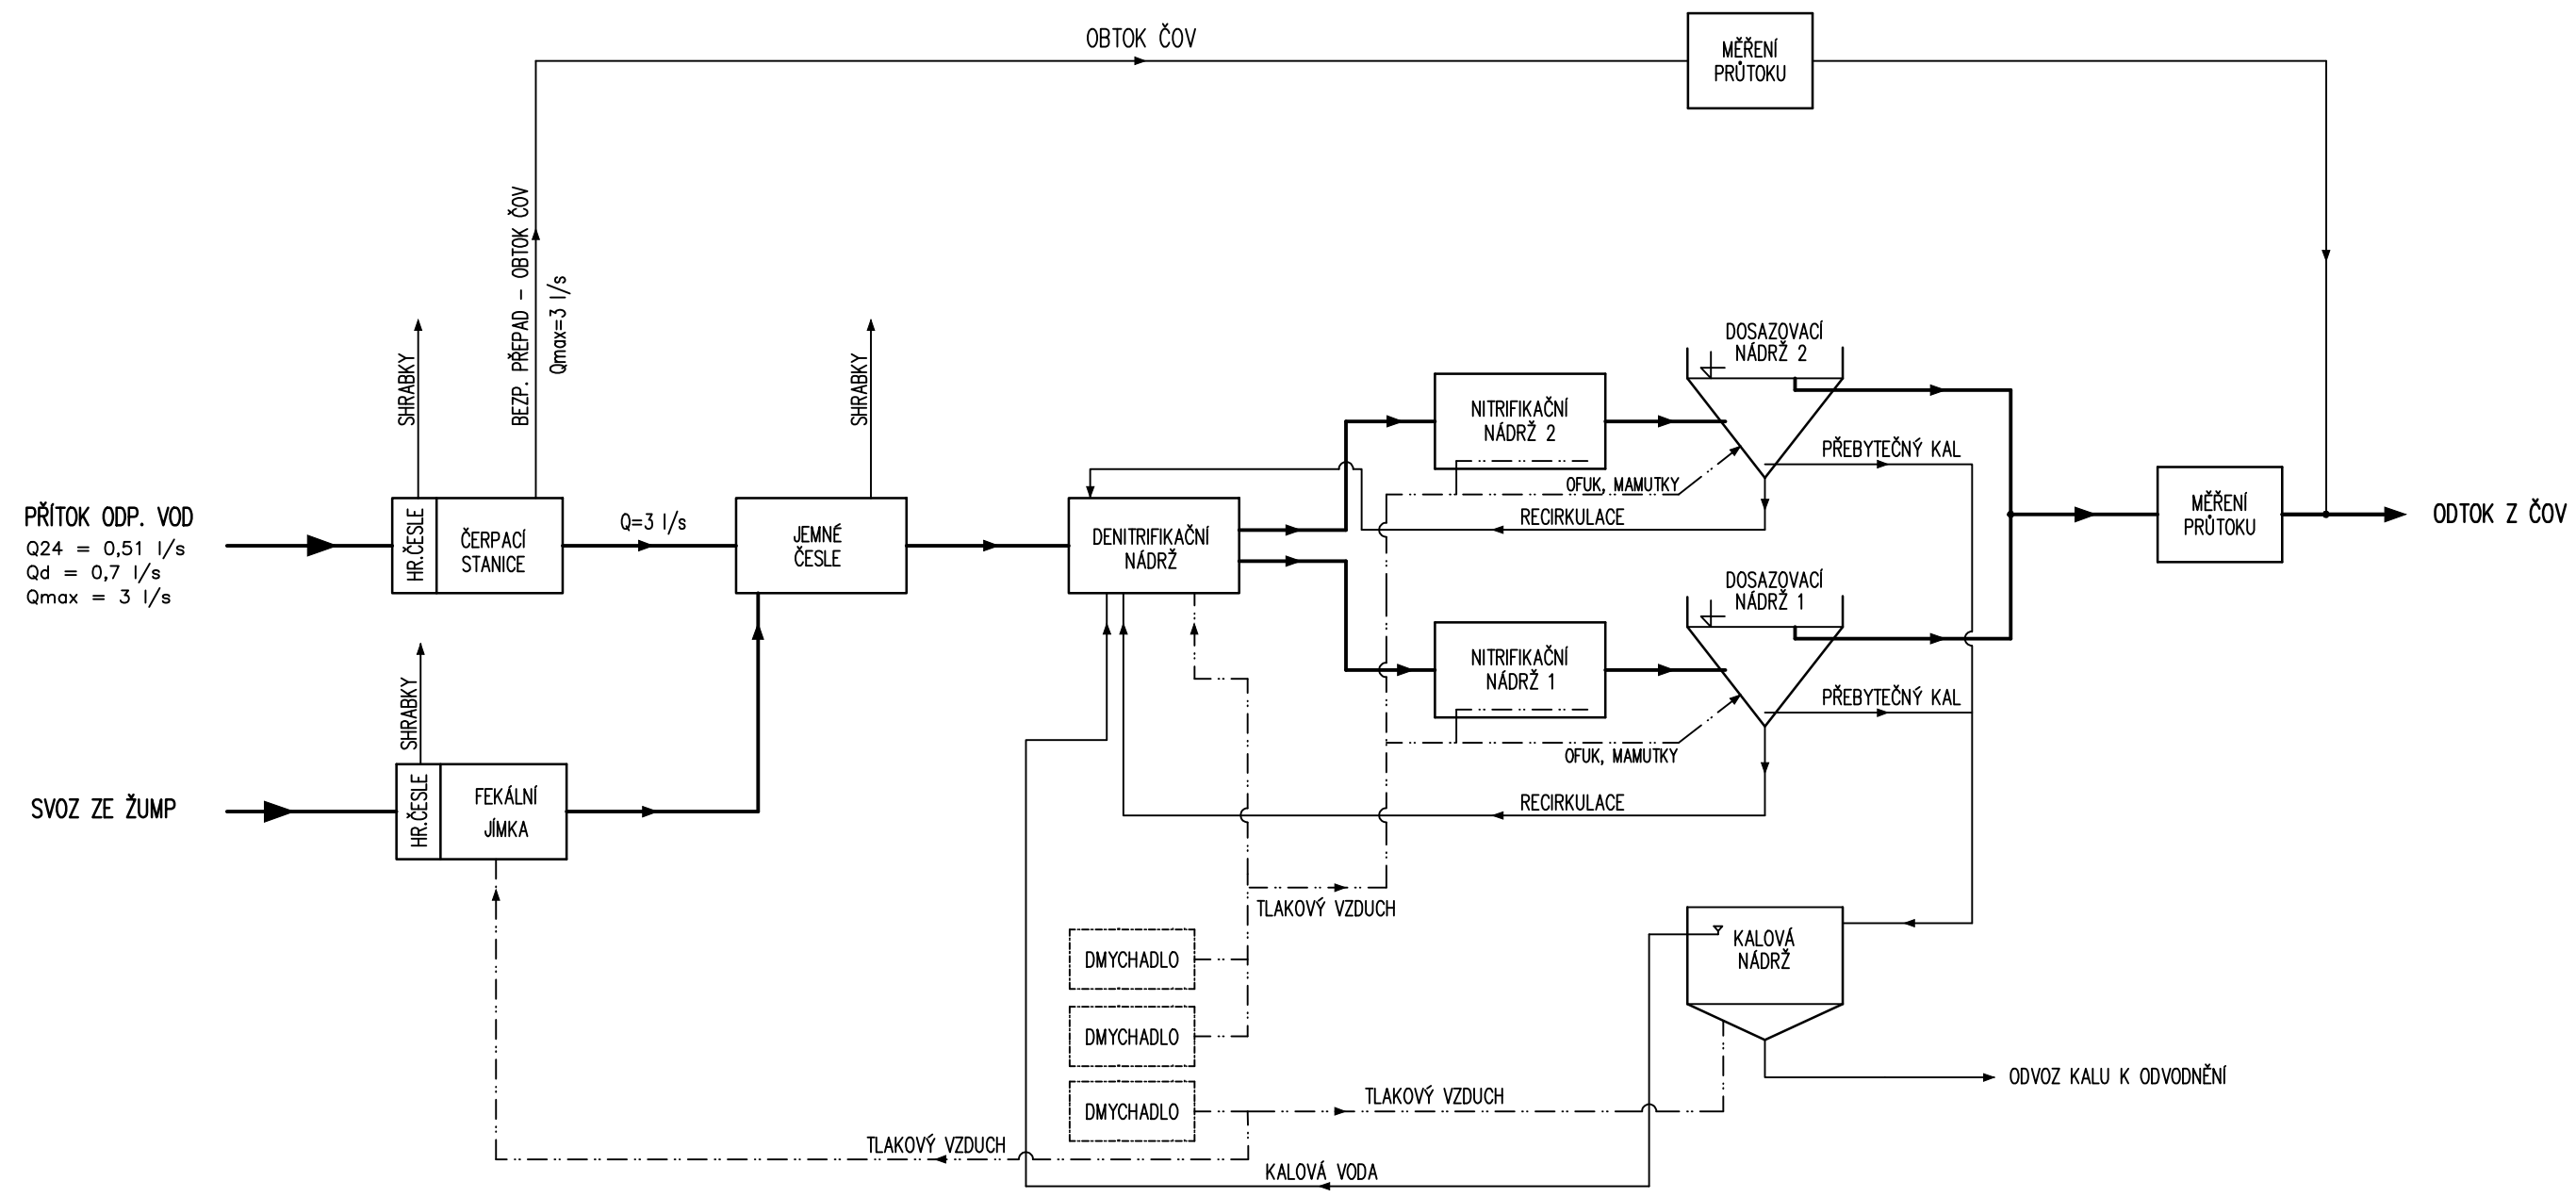 OBTOK ČOV
MĚŘENÍ
PRŮTOKU
BEZP. PŘEPAD - OBTOK ČOV
Qmax=3 l/s
SHRABKY
SHRABKY
DOSAZOVACÍ
NÁDRŽ 2
NITRIFIKAČNÍ
NÁDRŽ 2
PŘEBYTEČNÝ KAL
OFUK, MAMUTKY
RECIRKULACE
PŘÍTOK ODP. VOD
Q24 = 0,51 l/s
Qd = 0,7 l/s
Qmax = 3 l/s
HR.ČESLE
ČERPACÍ
STANICE
Q=3 l/s
JEMNÉ
ČESLE
DENITRIFIKAČNÍ
NÁDRŽ
MĚŘENÍ
PRŮTOKU
ODTOK Z ČOV
DOSAZOVACÍ
NÁDRŽ 1
NITRIFIKAČNÍ
NÁDRŽ 1
PŘEBYTEČNÝ KAL
OFUK, MAMUTKY
RECIRKULACE
SHRABKY
SVOZ ZE ŽUMP
HR.ČESLE
FEKÁLNÍ
JÍMKA
TLAKOVÝ VZDUCH
DMYCHADLO
KALOVÁ
NÁDRŽ
DMYCHADLO
DMYCHADLO
TLAKOVÝ VZDUCH
ODVOZ KALU K ODVODNĚNÍ
TLAKOVÝ VZDUCH
KALOVÁ VODA